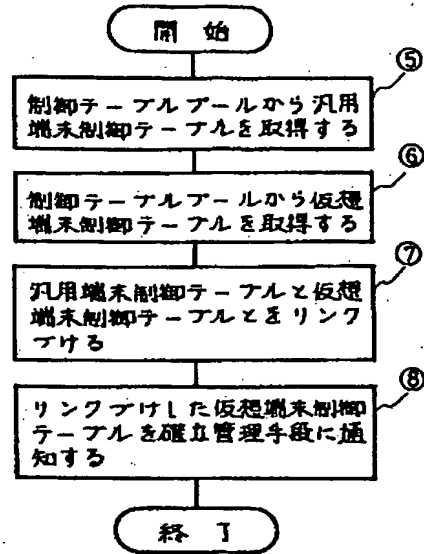 開始
⑤
制御テーブルプールから汎用
端末制御テーブルを取得する
⑥
制御テーブルプールから仮想
端末制御テーブルを取得する
⑦
汎用端末制御テーブルと仮想
端末制御テーブルとをリンク
づける
⑧
リンクづけした仮想端末制御
テーブルを確立管理手段に通
知する
終了